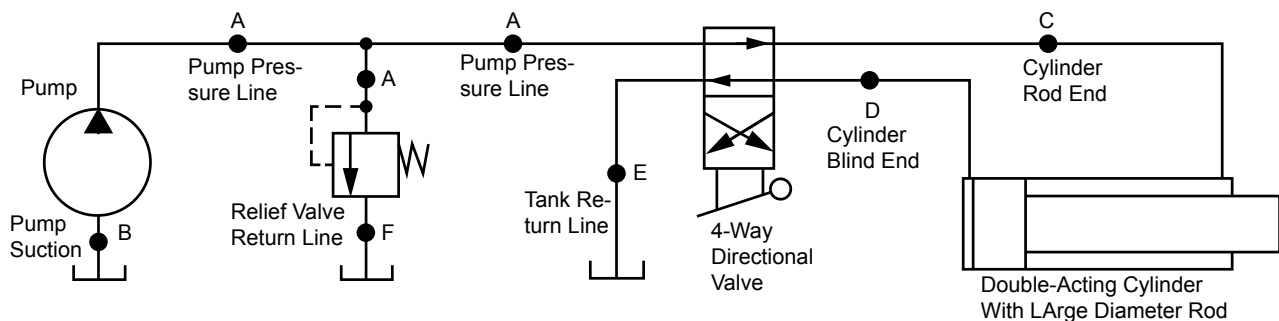 A
Pump Pres-
sure Line
A
Pump Pres-
sure Line
C
Cylinder
Rod End
Pump
A
D
Cylinder
Blind End
Pump
Suction
B
Relief Valve
Return Line
F
Tank Re-
turn Line
E
4-Way
Directional
Valve
Double-Acting Cylinder
With LArge Diameter Rod